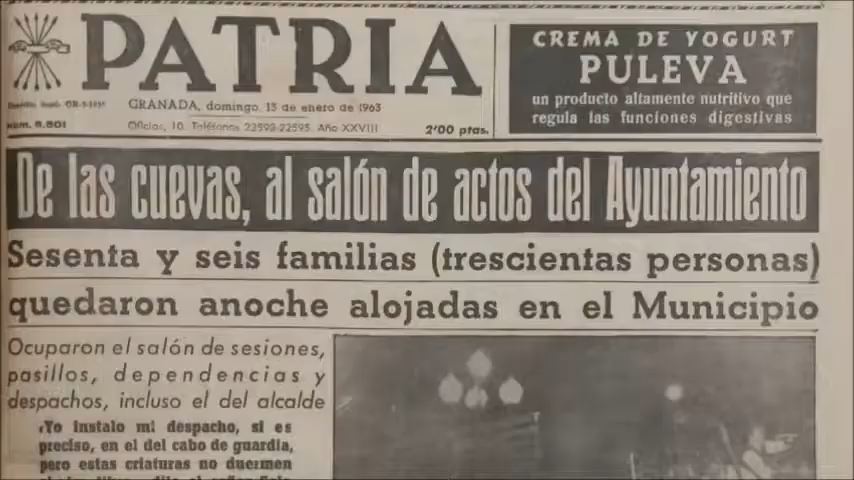 PATRIA
GRANADA, domingo, 13 de enero de 1963
Oficios, 10. Teléfonos 22592-22595. Año XXVIII
Núm. 8.801
2'00 ptas.
CREMA DE YOGURT
PULEVA
un producto altamente nutritivo que
regula las funciones digestivas
De las cuevas, al salón de actos del Ayuntamiento
Sesenta y seis familias (trescientas personas)
quedaron anoche alojadas en el Municipio
Ocuparon el salón de sesiones,
pasillos, dependencias y
despachos, incluso el del alcalde
«Yo instalo mi despacho, si es
preciso, en el del cabo de guardia,
pero estas criaturas no duermen